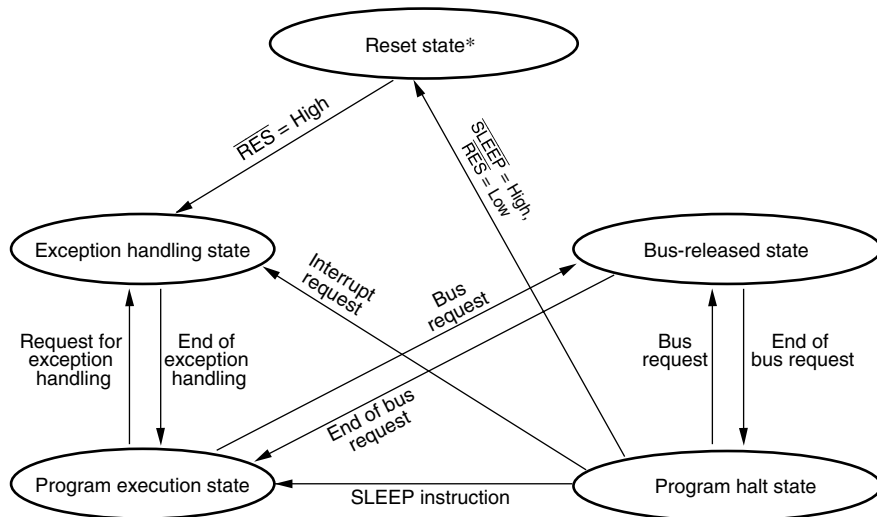 Reset state*
RES = High
SLEEP = High,
RES = Low
Exception handling state
Bus-released state
Interrupt
request
Bus
request
Request for
exception
handling
End of
exception
handling
Bus
request
End of
bus request
End of bus
request
Program execution state
SLEEP instruction
Program halt state